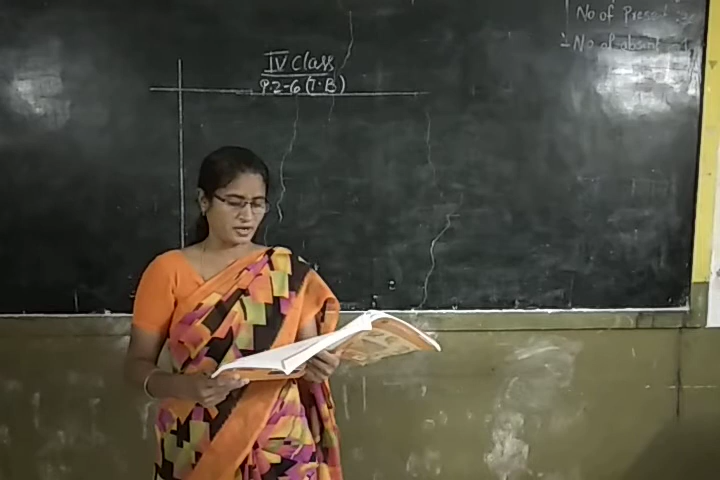 IV Class
P.2-6 (T.B)
No of Present
No of absent